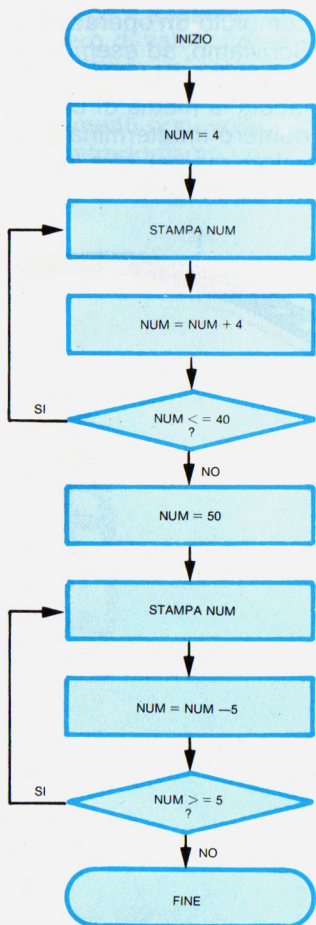 INIZIO
NUM = 4
STAMPA NUM
NUM = NUM + 4
SI
NUM < = 40
?
NO
NUM = 50
STAMPA NUM
NUM = NUM —5
SI
NUM > = 5
?
NO
FINE